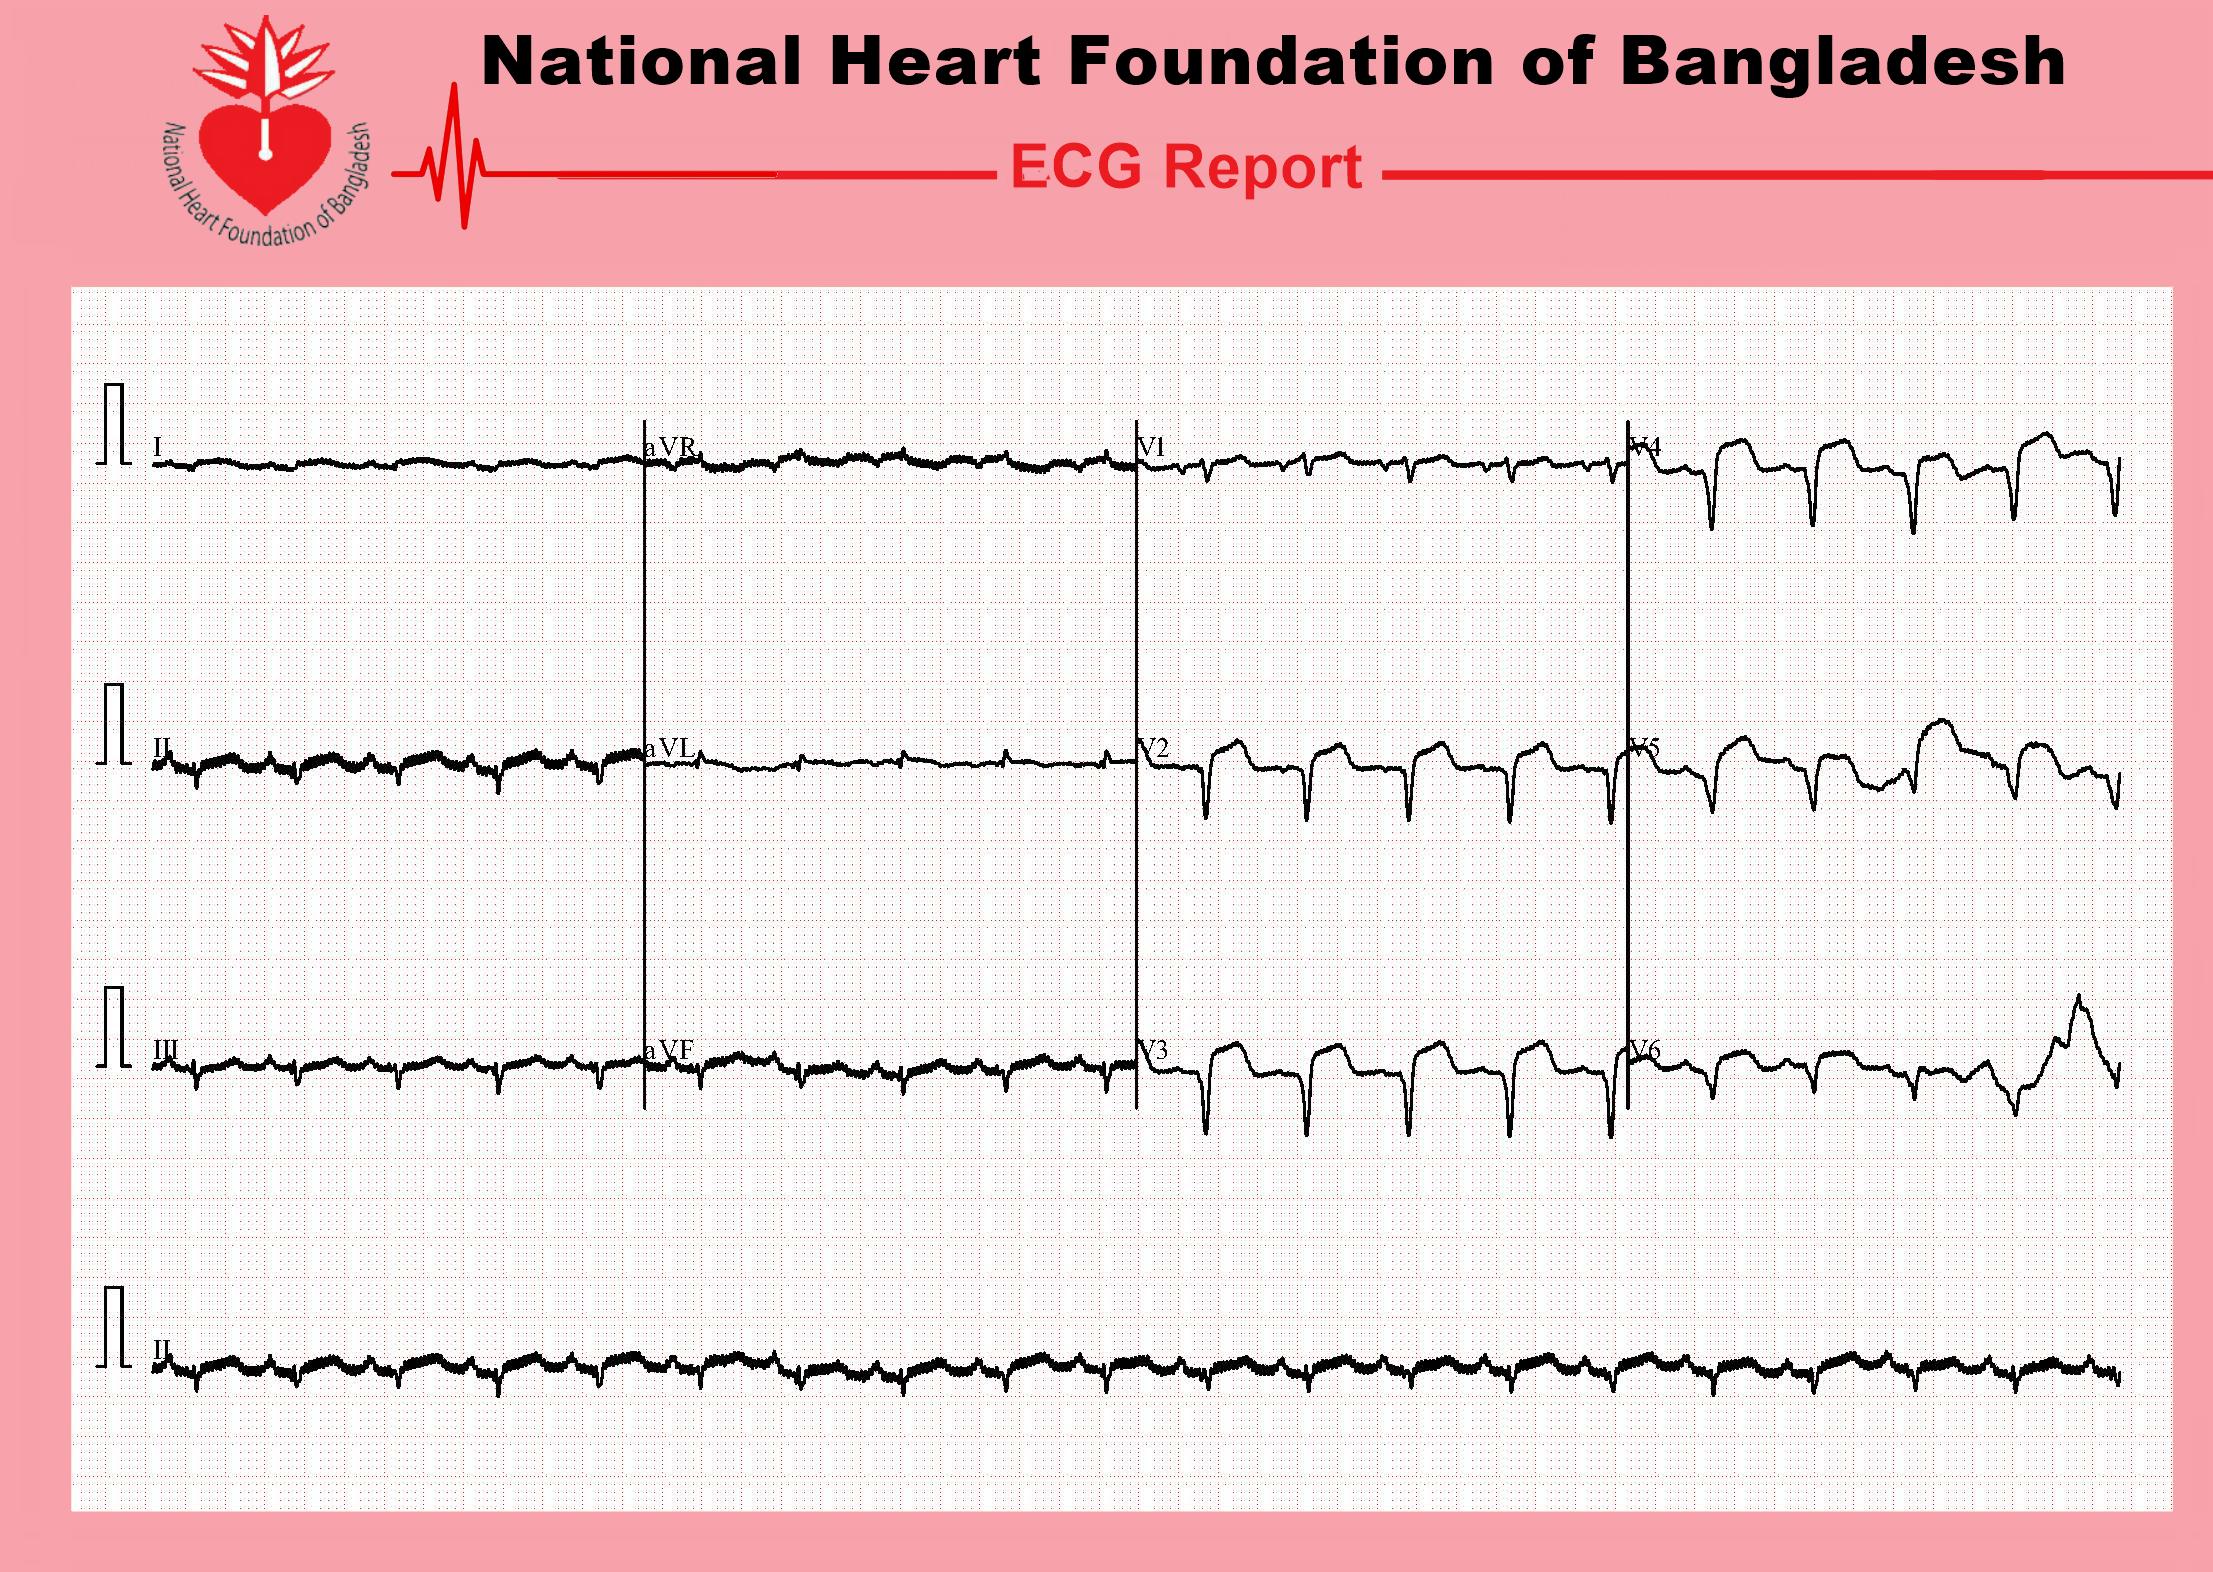 National Heart Foundation of Bangladesh
National Heart Foundation of Bangladesh
ECG Report
I
aVR
V1
V4
II
aVL
V2
V5
III
aVF
V3
V6
II